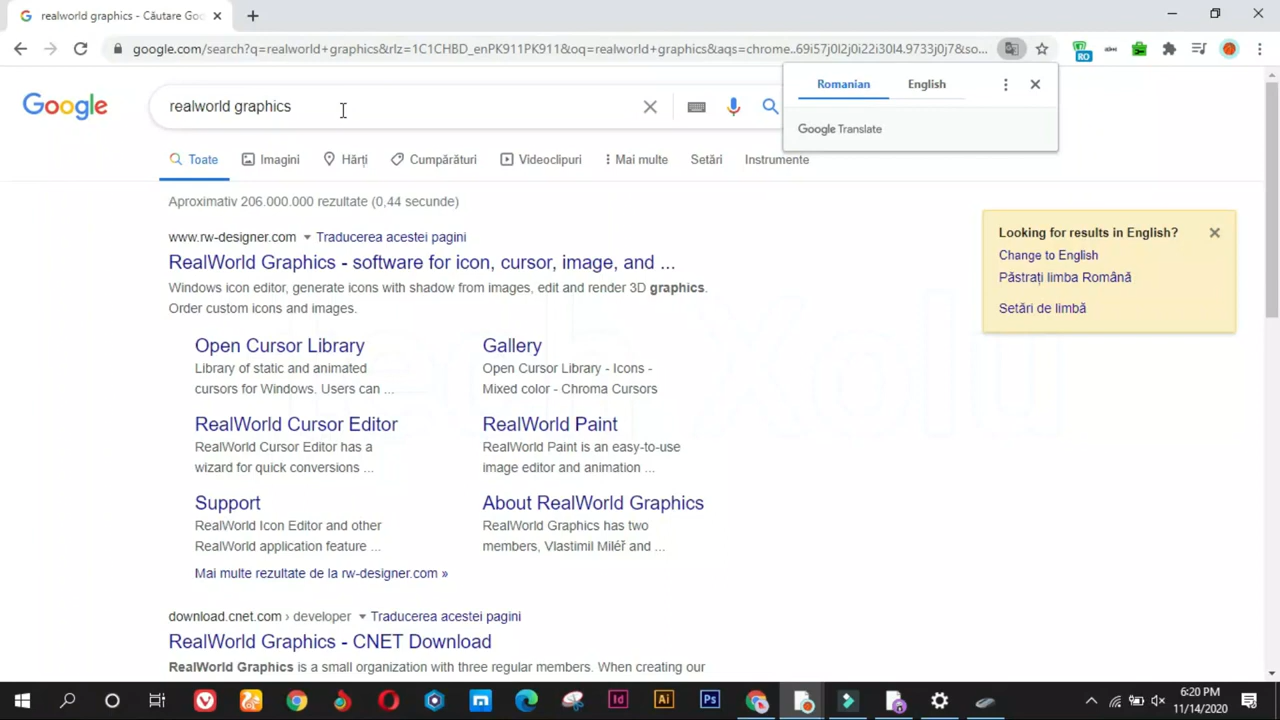 realworld graphics - Căutare Goo
google.com/search?q=realworld+graphics&rlz=1C1CHBD_enPK911PK911&oq=realworld+graphics&aqs=chrome..69i57j0l2j0i22i30l4.9733j0j7&so...
RO
Romanian English
Google Translate
Google
realworld graphics
Toate Imagini Hărți Cumpărături Videoclipuri Mai multe Setări Instrumente
Aproximativ 206.000.000 rezultate (0,44 secunde)
www.rw-designer.com Traducerea acestei pagini
RealWorld Graphics - software for icon, cursor, image, and ...
Windows icon editor, generate icons with shadow from images, edit and render 3D graphics.
Order custom icons and images.
Open Cursor Library
Library of static and animated
cursors for Windows. Users can ...
Gallery
Open Cursor Library - Icons -
Mixed color - Chroma Cursors
RealWorld Cursor Editor
RealWorld Cursor Editor has a
wizard for quick conversions ...
RealWorld Paint
RealWorld Paint is an easy-to-use
image editor and animation ...
Support
RealWorld Icon Editor and other
RealWorld application feature ...
About RealWorld Graphics
RealWorld Graphics has two
members, Vlastimil Miléř and ...
Mai multe rezultate de la rw-designer.com »
download.cnet.com › developer Traducerea acestei pagini
RealWorld Graphics - CNET Download
RealWorld Graphics is a small organization with three regular members. When creating our
Looking for results in English?
Change to English
Păstrați limba Română
Setări de limbă
Id Ai Ps
6:20 PM
11/14/2020